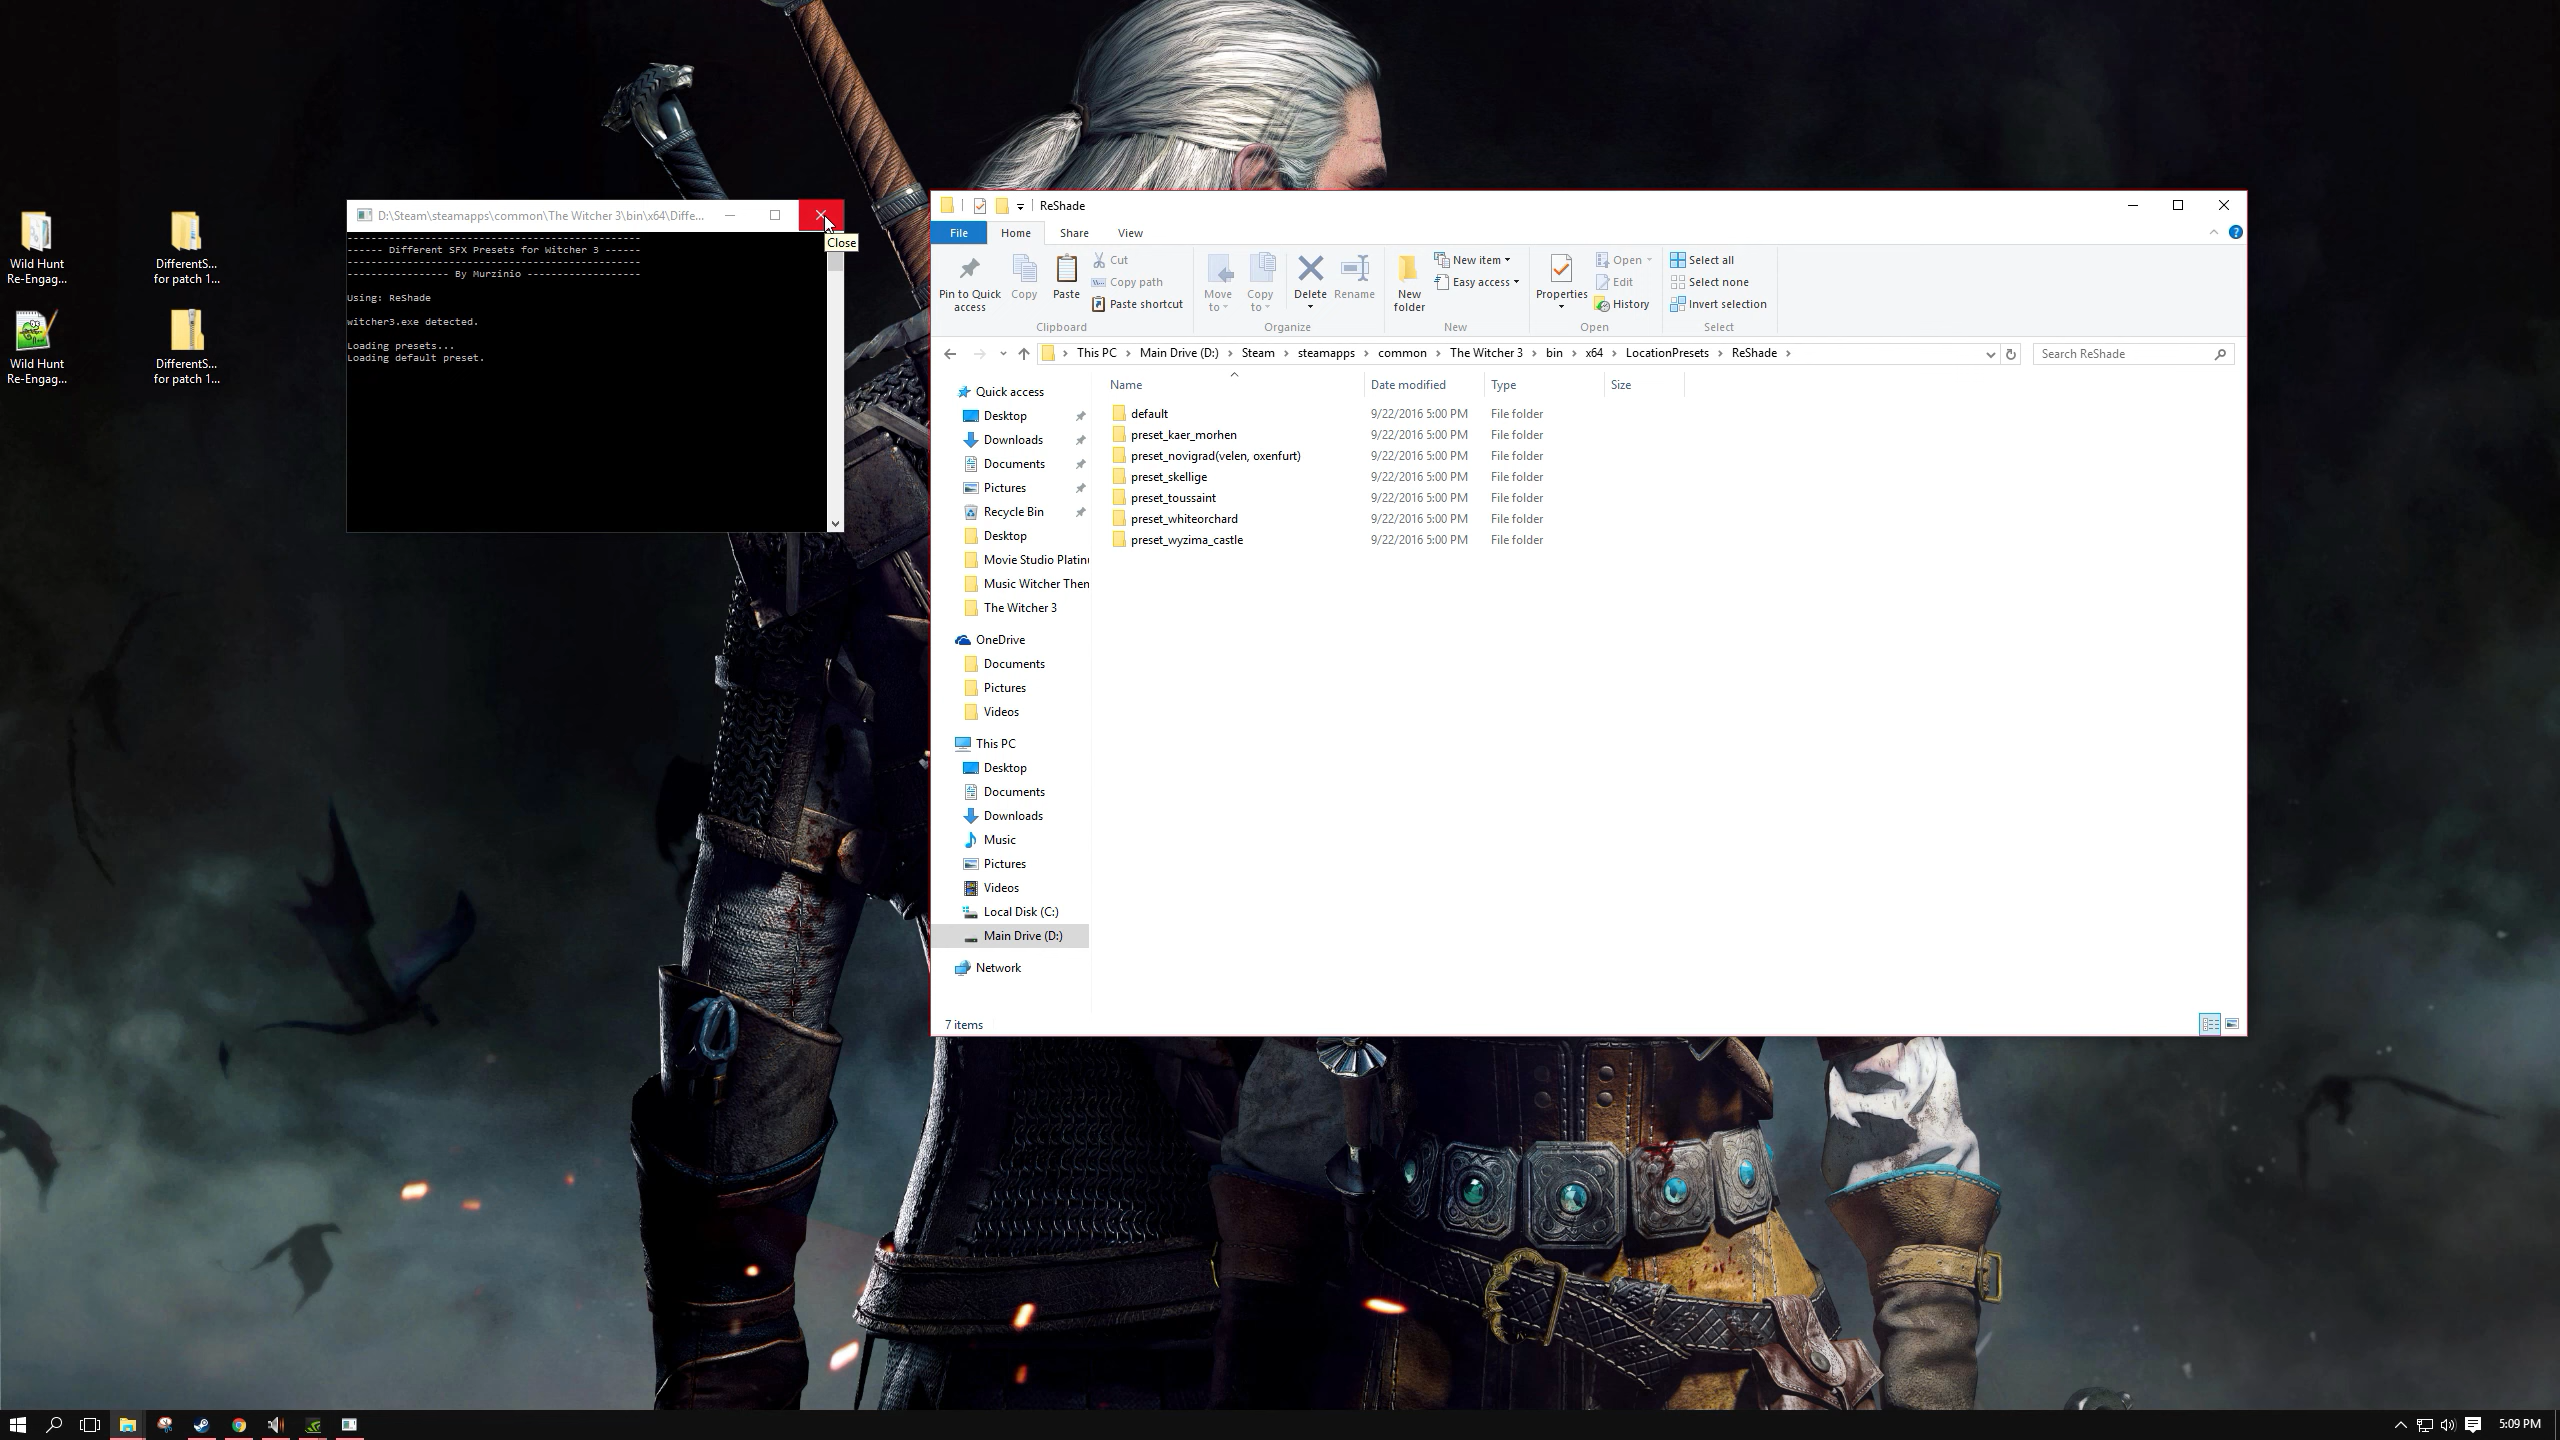 Wild Hunt
Re-Engag...
DifferentS...
for patch 1...
Wild Hunt
Re-Engag...
DifferentS...
for patch 1...
D:\Steam\steamapps\common\The Witcher 3\bin\x64\Diffe...
Close
-------------------------------------------------
------ Different SFX Presets for Witcher 3 ------
-------------------------------------------------
----------------- By Murzinio -------------------
Using: ReShade
witcher3.exe detected.
Loading presets...
Loading default preset.
ReShade
File Home Share View
Pin to Quick access
Copy
Paste
Cut
Copy path
Paste shortcut
Clipboard
Move to
Copy to
Delete
Rename
Organize
New folder
New item
Easy access
New
Properties
Open
Edit
History
Open
Select all
Select none
Invert selection
Select
This PC > Main Drive (D:) > Steam > steamapps > common > The Witcher 3 > bin > x64 > LocationPresets > ReShade >
Search ReShade
Quick access
Desktop
Downloads
Documents
Pictures
Recycle Bin
Desktop
Movie Studio Platinu
Music Witcher Then
The Witcher 3
OneDrive
Documents
Pictures
Videos
This PC
Desktop
Documents
Downloads
Music
Pictures
Videos
Local Disk (C:)
Main Drive (D:)
Network
Name Date modified Type Size
default 9/22/2016 5:00 PM File folder
preset_kaer_morhen 9/22/2016 5:00 PM File folder
preset_novigrad(velen, oxenfurt) 9/22/2016 5:00 PM File folder
preset_skellige 9/22/2016 5:00 PM File folder
preset_toussaint 9/22/2016 5:00 PM File folder
preset_whiteorchard 9/22/2016 5:00 PM File folder
preset_wyzima_castle 9/22/2016 5:00 PM File folder
7 items
5:09 PM